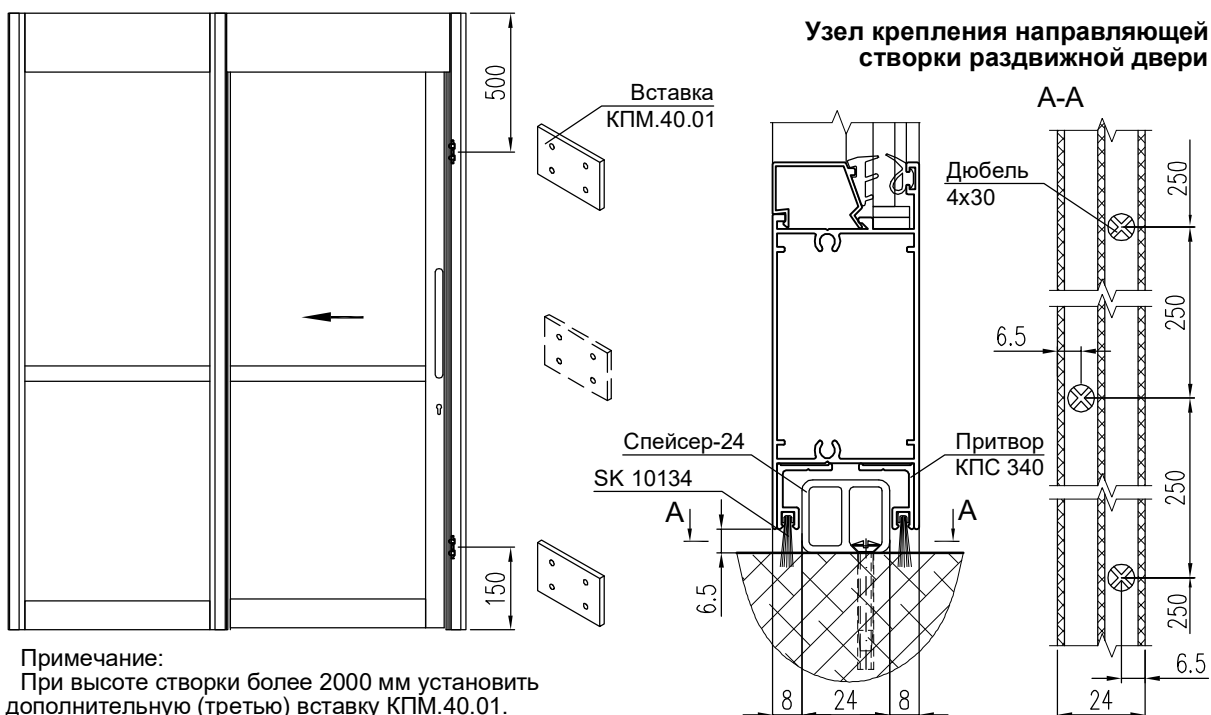 Узел крепления направляющей
створки раздвижной двери
500
Вставка
КПМ.40.01
150
А-А
Дюбель
4х30
250
250
6.5
250
250
6.5
24
Спейсер-24
SK 10134
Притвор
КПС 340
А
А
6.5
8
24
8
Примечание:
При высоте створки более 2000 мм установить
дополнительную (третью) вставку КПМ.40.01.